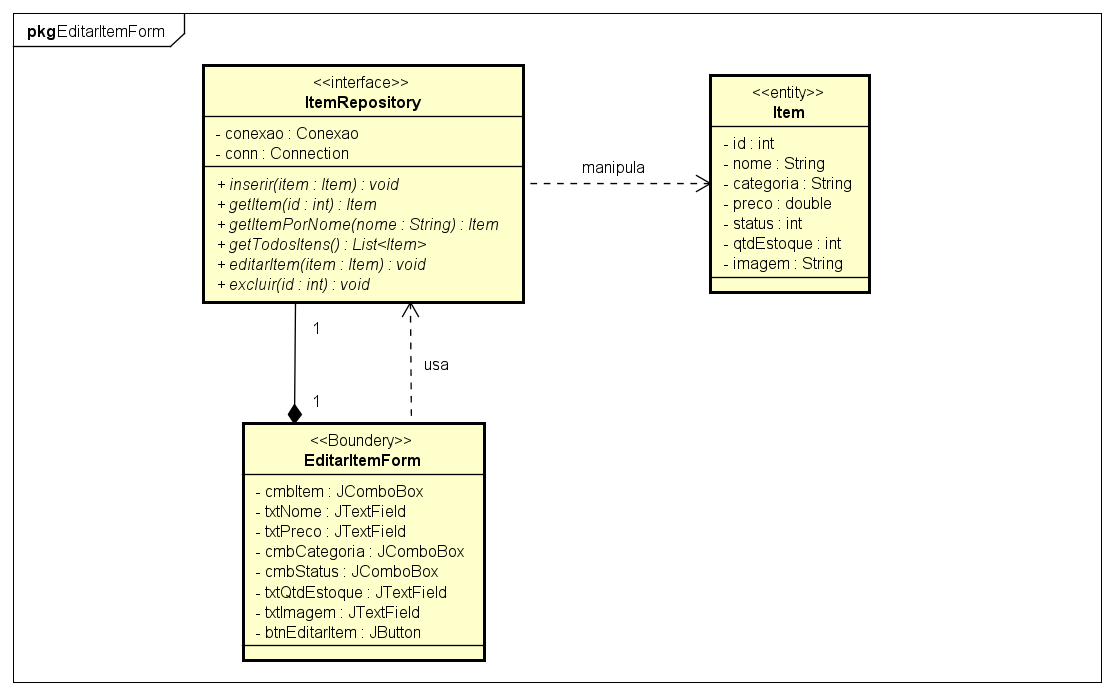 pkg EditarItemForm
<<interface>>
ItemRepository
- conexao : Conexao
- conn : Connection
+ inserir(item : Item) : void
+ getItem(id : int) : Item
+ getItemPorNome(nome : String) : Item
+ getTodosItens() : List<Item>
+ editarItem(item : Item) : void
+ excluir(id : int) : void
manipula
<<entity>>
Item
- id : int
- nome : String
- categoria : String
- preco : double
- status : int
- qtdEstoque : int
- imagem : String
1
usa
1
<<Boundery>>
EditarItemForm
- cmbItem : JComboBox
- txtNome : JTextField
- txtPreco : JTextField
- cmbCategoria : JComboBox
- cmbStatus : JComboBox
- txtQtdEstoque : JTextField
- txtImagem : JTextField
- btnEditarItem : JButton